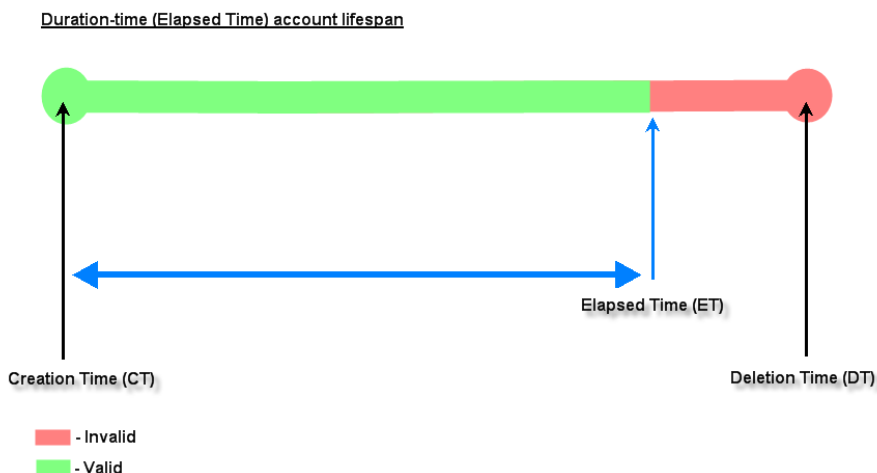 Duration-time (Elapsed Time) account lifespan
Elapsed Time (ET)
Creation Time (CT)
Deletion Time (DT)
- Invalid
- Valid